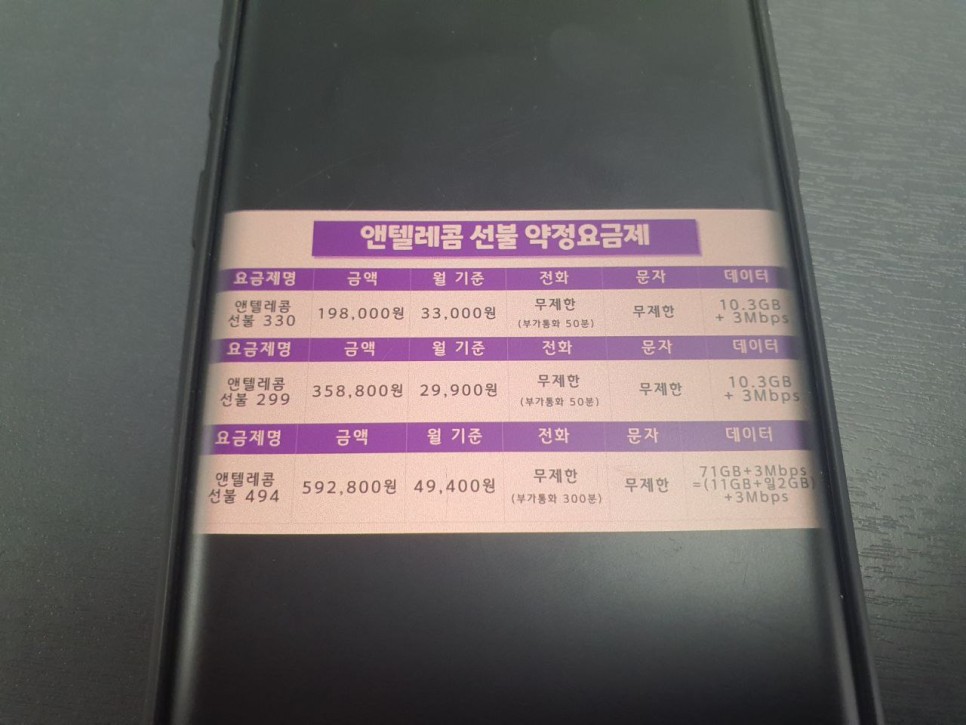 앤텔레콤 선불 약정요금제
요금제명 금액 월 기준 전화 문자 데이터
앤텔레콤 선불 330 198,000원 33,000원 무제한 (부가통화 50분) 무제한 10.3GB + 3Mbps
요금제명 금액 월 기준 전화 문자 데이터
앤텔레콤 선불 299 358,800원 29,900원 무제한 (부가통화 50분) 무제한 10.3GB + 3Mbps
요금제명 금액 월 기준 전화 문자 데이터
앤텔레콤 선불 494 592,800원 49,400원 무제한 (부가통화 300분) 무제한 71GB+3Mbps =(11GB+일2GB) +3Mbps